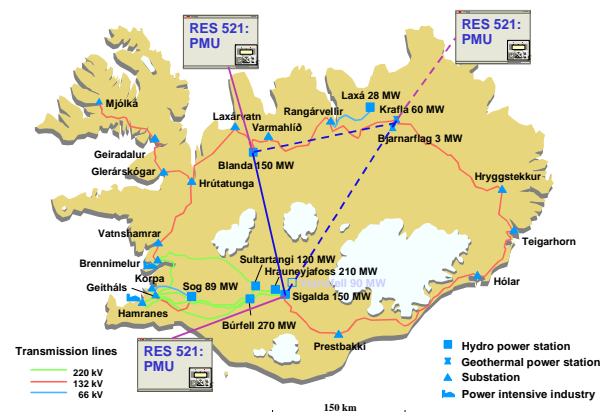 RES 521:
PMU
RES 521:
PMU
Laxá 28 MW
Krafla 60 MW
Mjólká
Rangárvellir
Laxárvatn
Varmahlíð
Bjarnarflag 3 MW
Geiradalur
Blanda 150 MW
Glerárskógar
Hrútatunga
Hryggstekkur
Vatnshamrar
Teigarhorn
Brennimelur
Sultartangi 120 MW
Hrauneyjafoss 210 MW
Korpa
Hólar
Geitháls
Sog 89 MW
90 MW
Sigalda 150 MW
Hamranes
Búrfell 270 MW
Prestbakki
RES 521:
PMU
Transmission lines
220 kV
132 kV
66 kV
Hydro power station
Geothermal power station
Substation
Power intensive industry
150 km